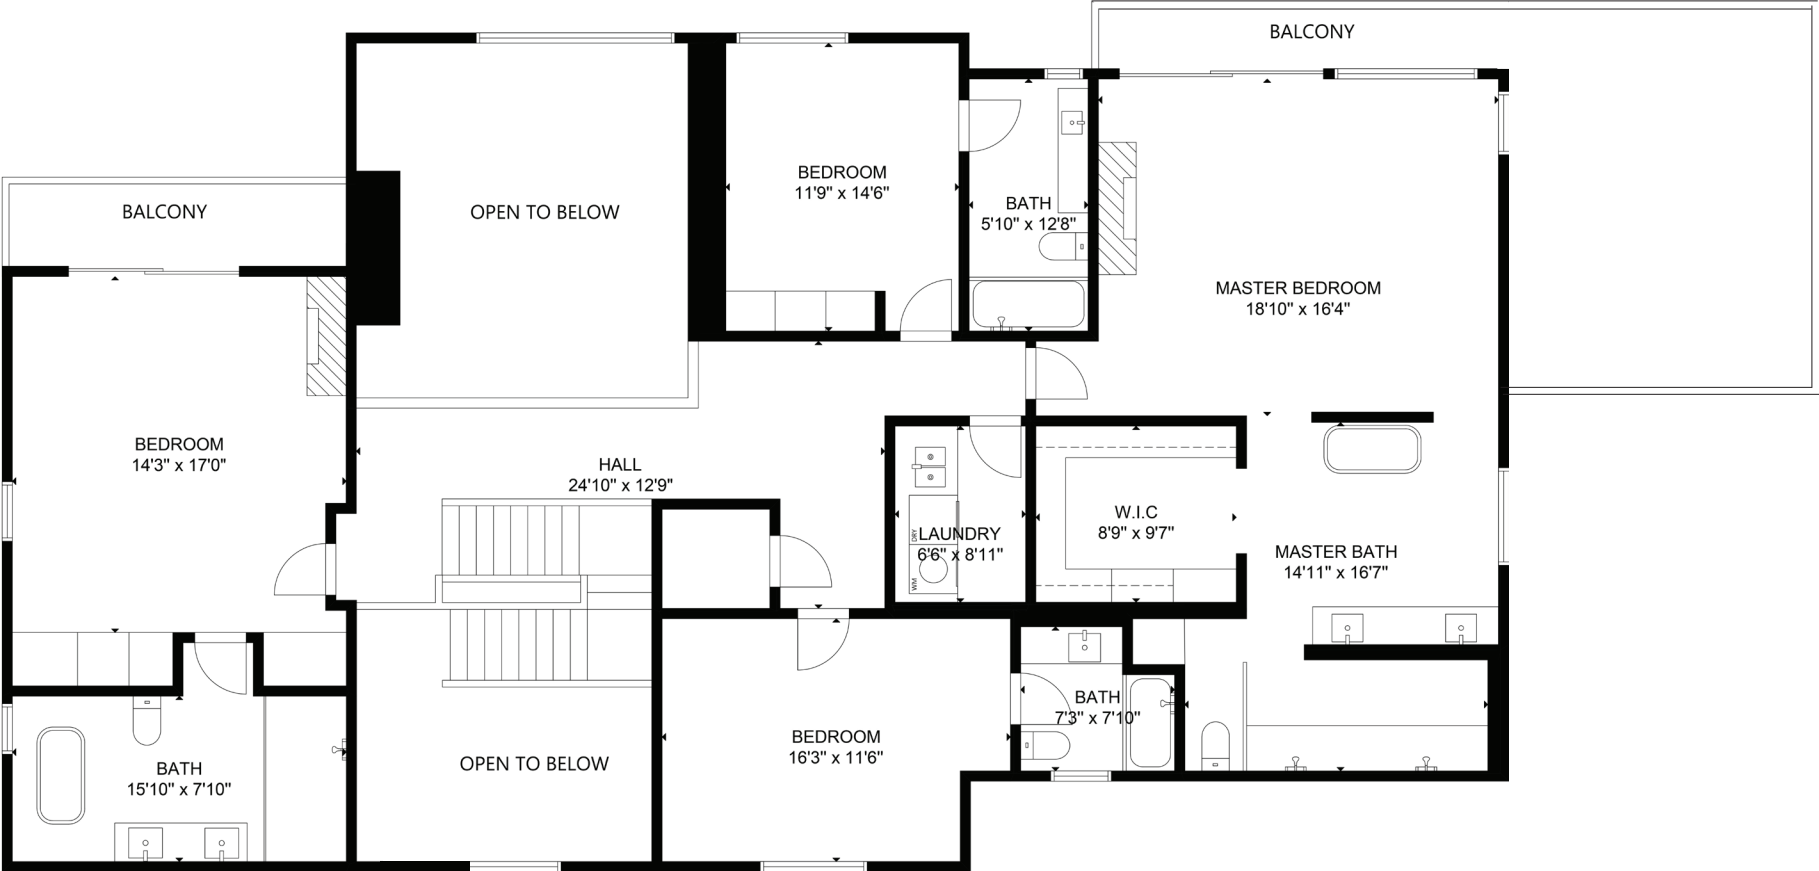 BALCONY
BALCONY
OPEN TO BELOW
BEDROOM
11'9" x 14'6"
BATH
5'10" x 12'8"
MASTER BEDROOM
18'10" x 16'4"
BEDROOM
14'3" x 17'0"
HALL
24'10" x 12'9"
DRY
LAUNDRY
6'6" x 8'11"
WM
W.I.C
8'9" x 9'7"
MASTER BATH
14'11" x 16'7"
BATH
7'3" x 7'10"
BEDROOM
16'3" x 11'6"
OPEN TO BELOW
BATH
15'10" x 7'10"